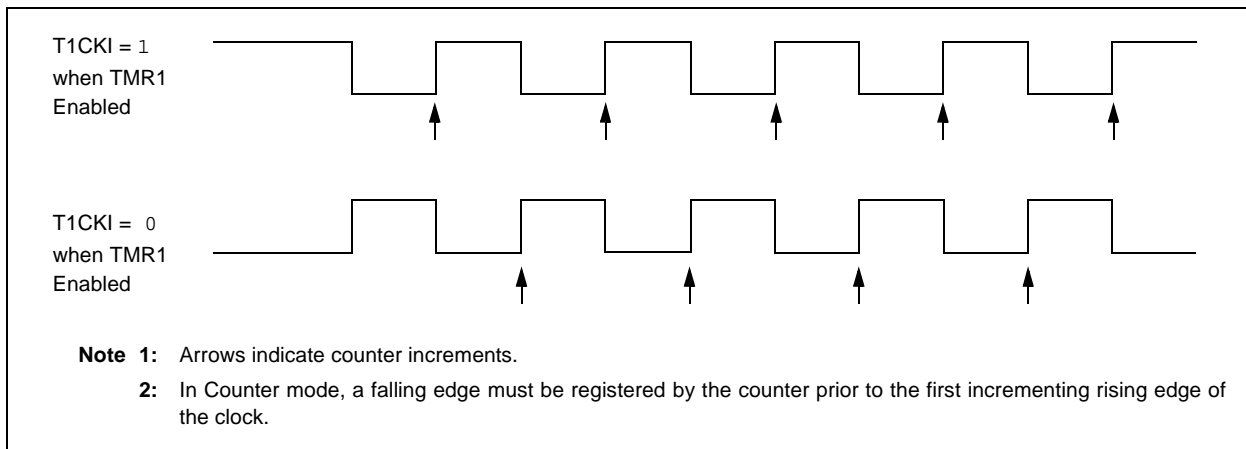 T1CKI = 1
when TMR1
Enabled
T1CKI = 0
when TMR1
Enabled
Note 1: Arrows indicate counter increments.
2: In Counter mode, a falling edge must be registered by the counter prior to the first incrementing rising edge of
the clock.